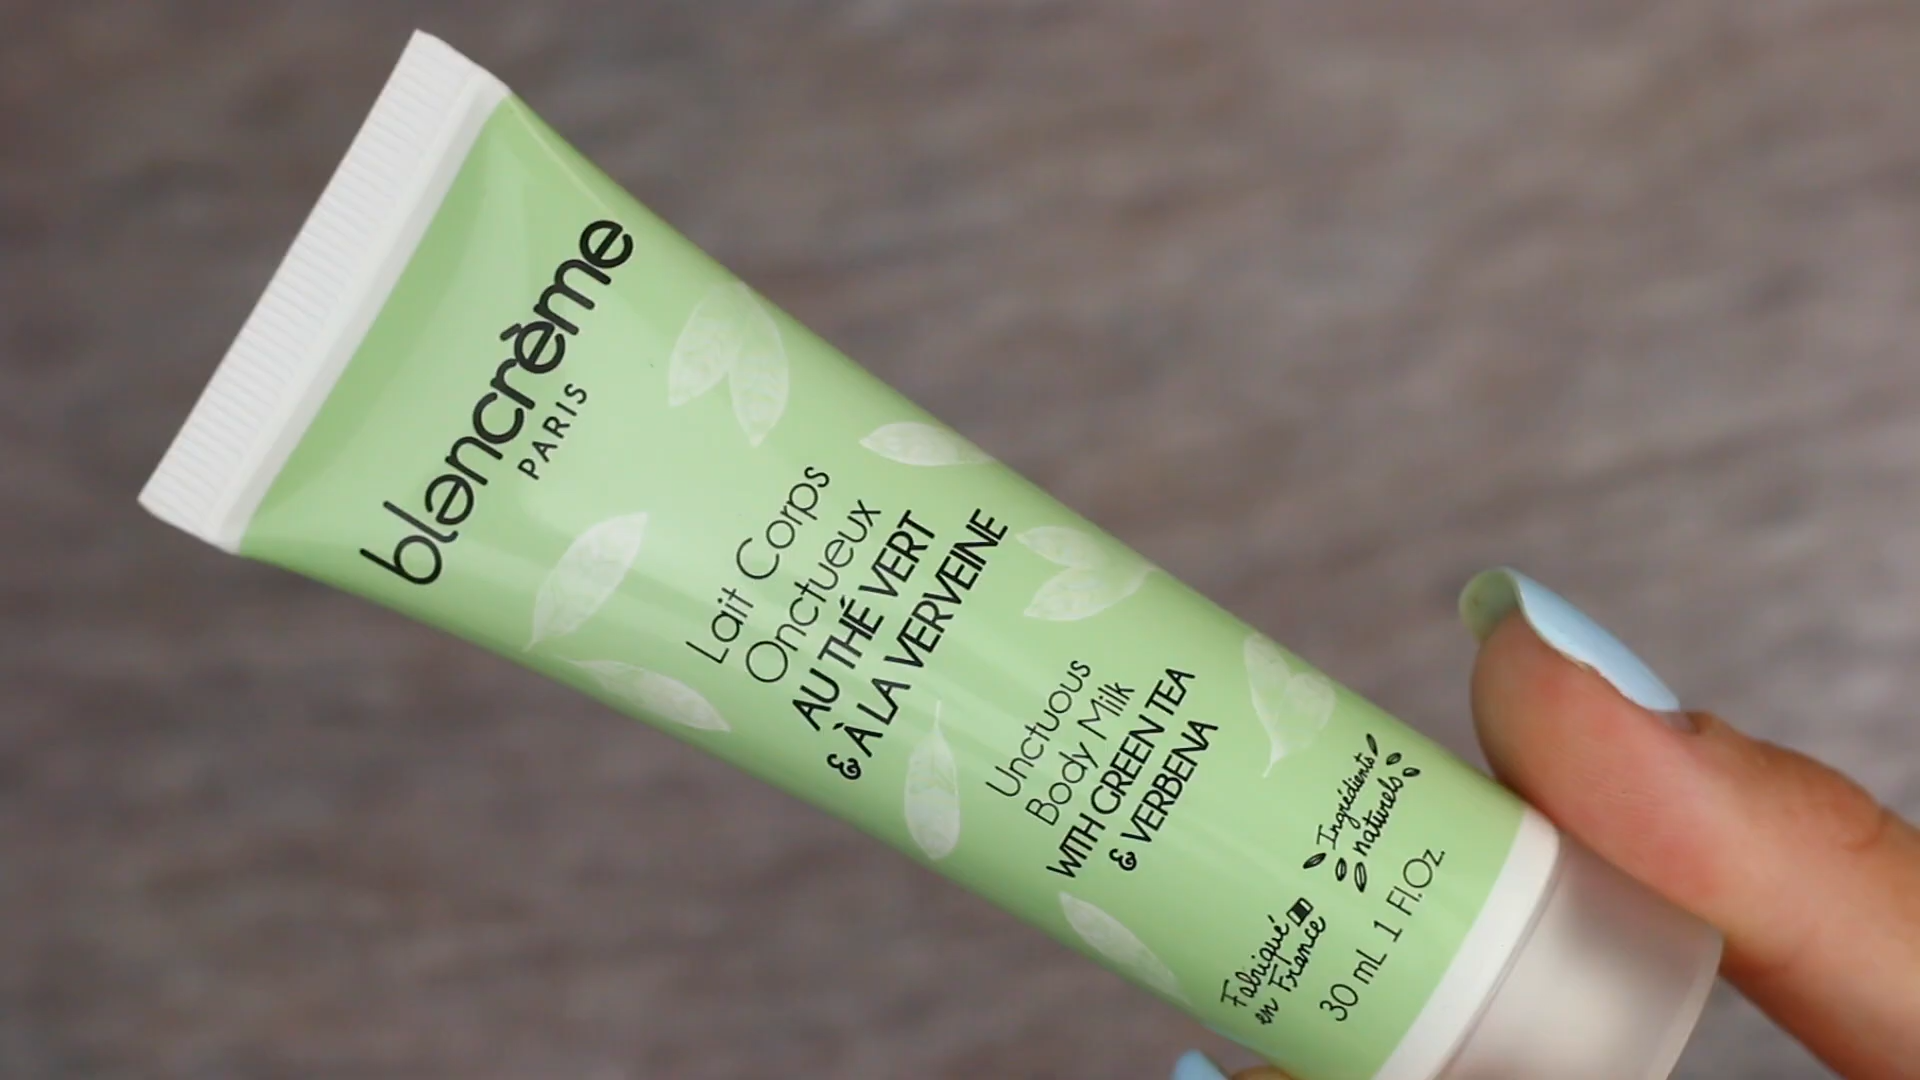 blancrème
PARIS
Lait Corps
Onctueux
AU THÉ VERT
& À LA VERVEINE
Unctuous
Body Milk
WITH GREEN TEA
& VERBENA
Ingrédients
naturels
Fabriqué
en France
30 mL 1 Fl.Oz.